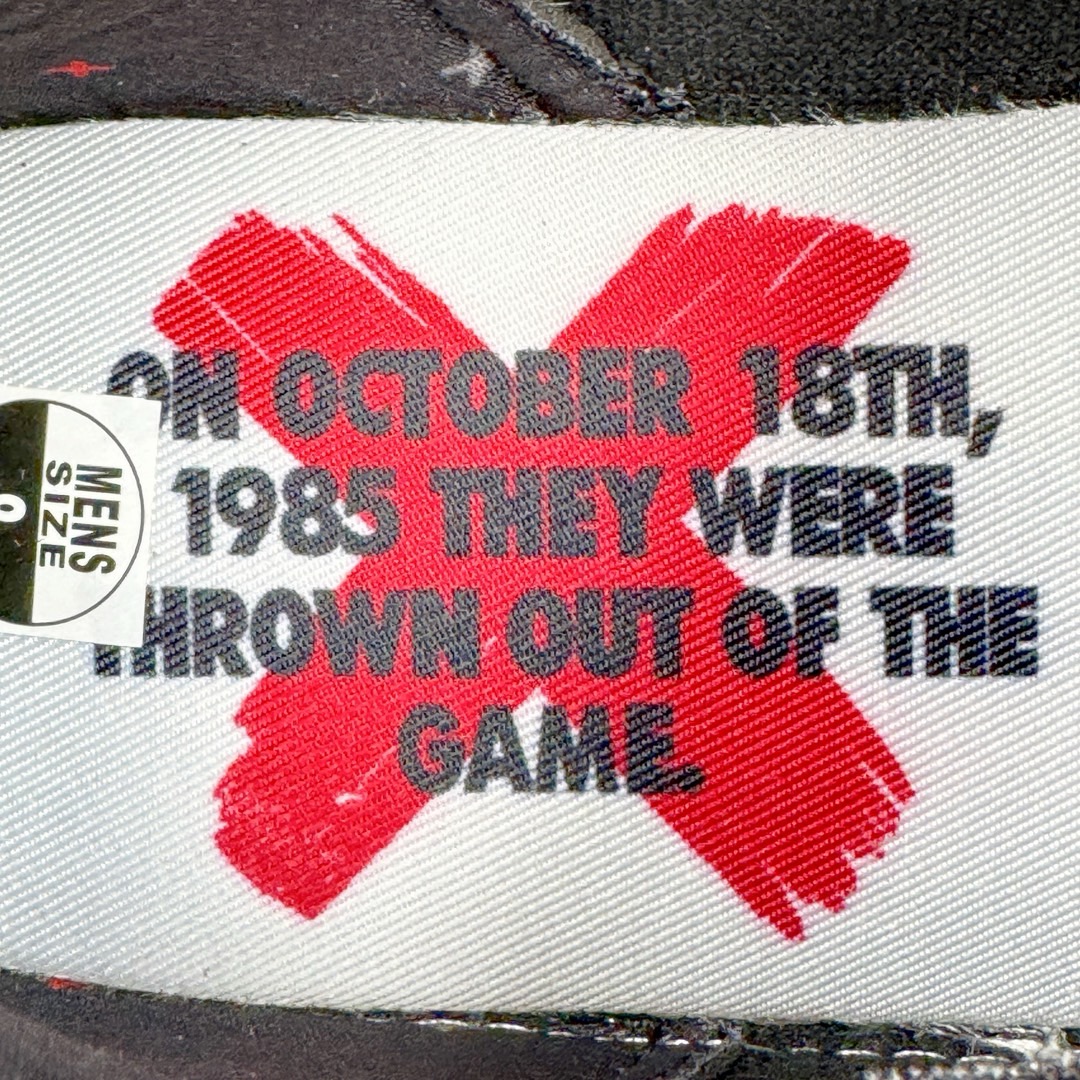 ON OCTOBER 18TH,
1985 THEY WERE
THROWN OUT OF THE
GAME.
MENS
SIZE